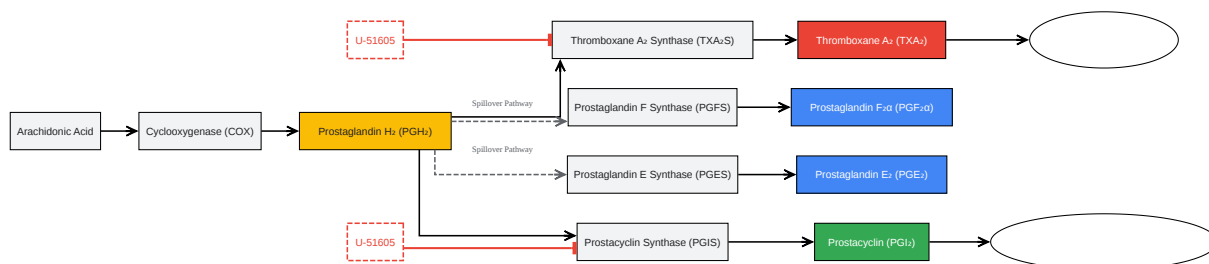 U-51605
Thromboxane A₂ Synthase (TXA₂S)
Thromboxane A₂ (TXA₂)
Spillover Pathway
Prostaglandin F Synthase (PGFS)
Prostaglandin F₂α (PGF₂α)
Arachidonic Acid
Cyclooxygenase (COX)
Prostaglandin H₂ (PGH₂)
Spillover Pathway
Prostaglandin E Synthase (PGES)
Prostaglandin E₂ (PGE₂)
U-51605
Prostacyclin Synthase (PGIS)
Prostacyclin (PGI₂)